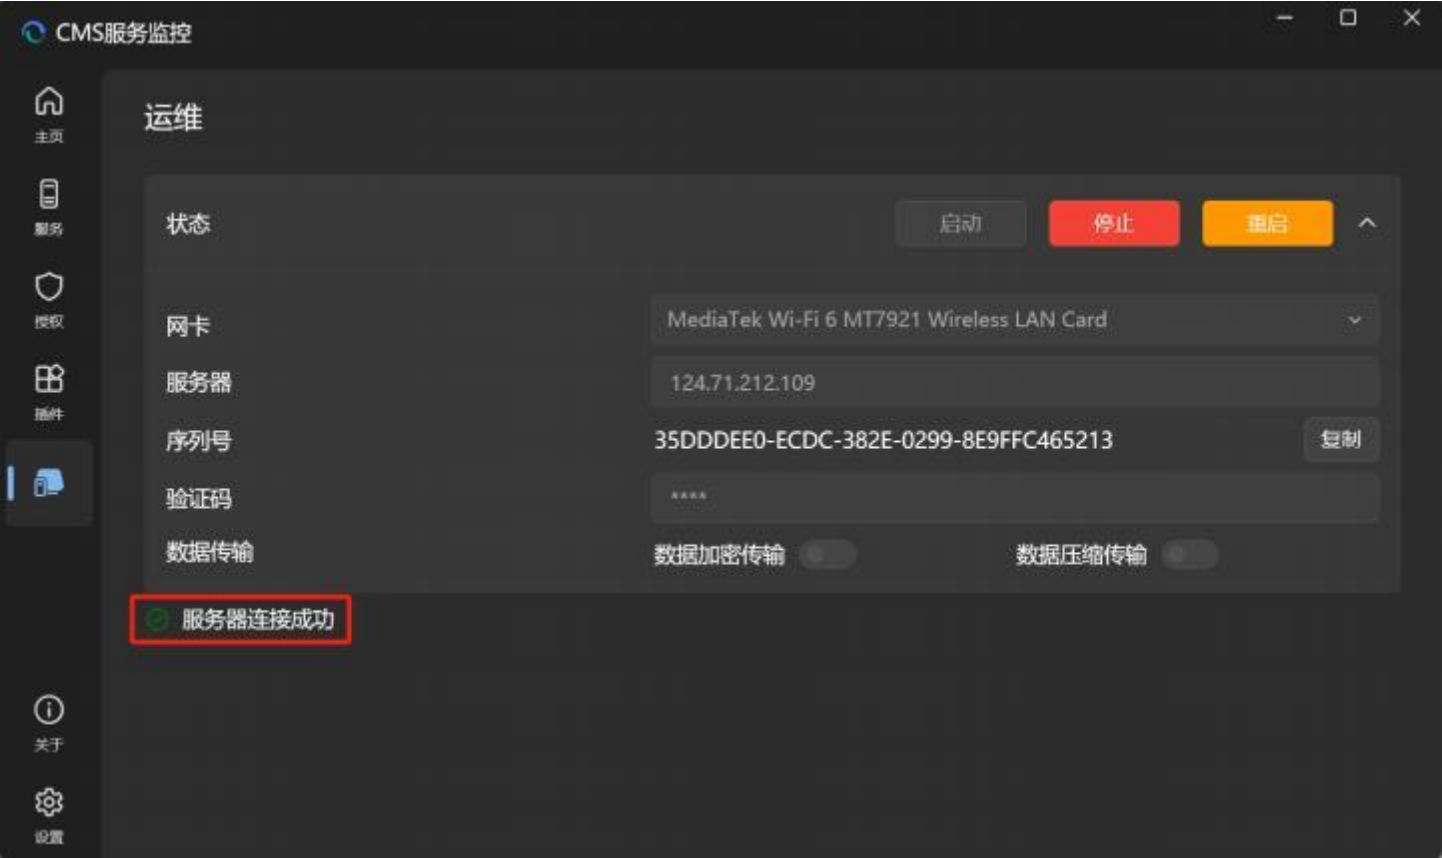 CMS服务监控
主页
服务
授权
插件
关于
设置
运维
状态
启动 停止 重启
网卡 MediaTek Wi-Fi 6 MT7921 Wireless LAN Card
服务器 124.71.212.109
序列号 35DDDEE0-ECDC-382E-0299-8E9FFC465213 复制
验证码 ****
数据传输 数据加密传输 数据压缩传输
服务器连接成功